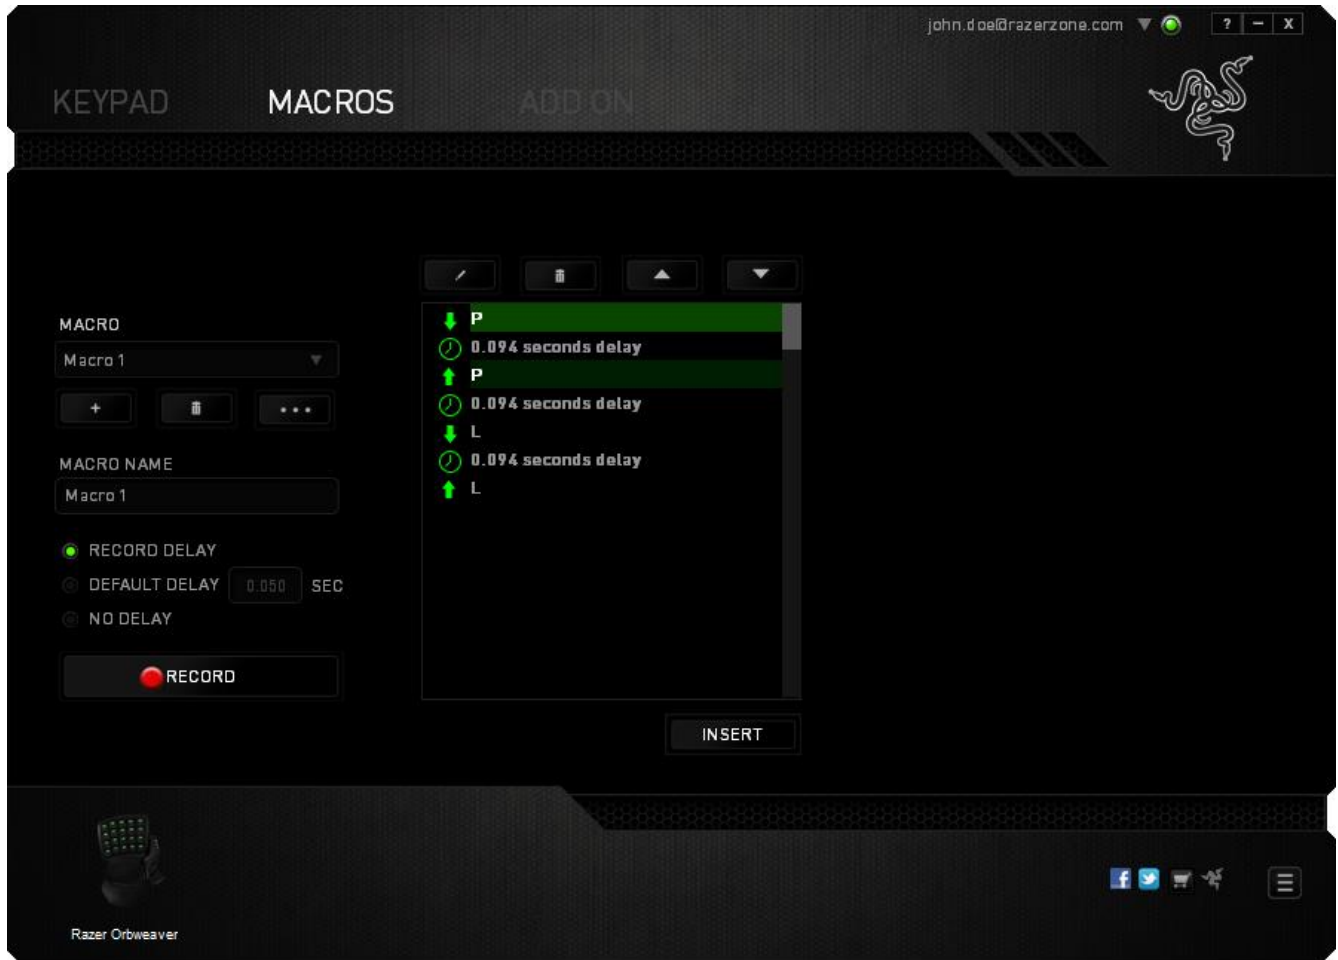 john.doe@razerzone.com
? – X
KEYPAD MACROS ADD ON
MACRO
Macro 1
+
MACRO NAME
Macro 1
RECORD DELAY
DEFAULT DELAY 0.050 SEC
NO DELAY
RECORD
P
0.094 seconds delay
P
0.094 seconds delay
L
0.094 seconds delay
L
INSERT
Razer Orbweaver